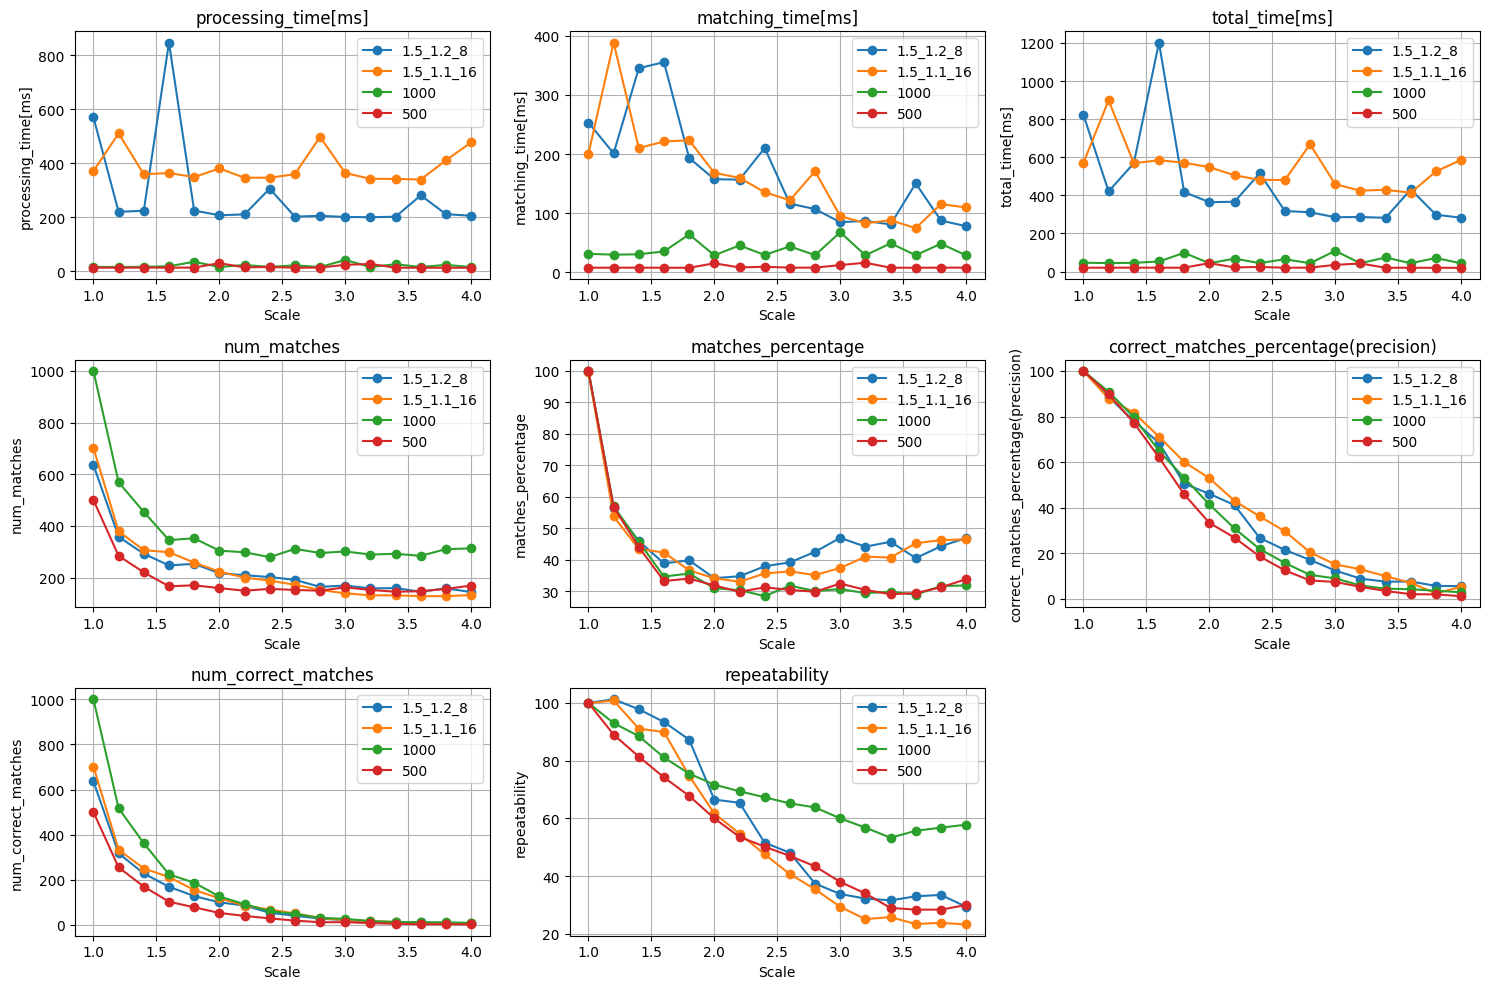 processing_time[ms]
processing_time[ms]
800
600
400
200
0
1.0 1.5 2.0 2.5 3.0 3.5 4.0
Scale
1.5_1.2_8
1.5_1.1_16
1000
500
matching_time[ms]
matching_time[ms]
400
300
200
100
0
1.0 1.5 2.0 2.5 3.0 3.5 4.0
Scale
1.5_1.2_8
1.5_1.1_16
1000
500
total_time[ms]
total_time[ms]
1200
1000
800
600
400
200
0
1.0 1.5 2.0 2.5 3.0 3.5 4.0
Scale
1.5_1.2_8
1.5_1.1_16
1000
500
num_matches
num_matches
1000
800
600
400
200
1.0 1.5 2.0 2.5 3.0 3.5 4.0
Scale
1.5_1.2_8
1.5_1.1_16
1000
500
matches_percentage
matches_percentage
100
90
80
70
60
50
40
30
1.0 1.5 2.0 2.5 3.0 3.5 4.0
Scale
1.5_1.2_8
1.5_1.1_16
1000
500
correct_matches_percentage(precision)
correct_matches_percentage(precision)
100
80
60
40
20
0
1.0 1.5 2.0 2.5 3.0 3.5 4.0
Scale
1.5_1.2_8
1.5_1.1_16
1000
500
num_correct_matches
num_correct_matches
1000
800
600
400
200
0
1.0 1.5 2.0 2.5 3.0 3.5 4.0
Scale
1.5_1.2_8
1.5_1.1_16
1000
500
repeatability
repeatability
100
80
60
40
20
1.0 1.5 2.0 2.5 3.0 3.5 4.0
Scale
1.5_1.2_8
1.5_1.1_16
1000
500